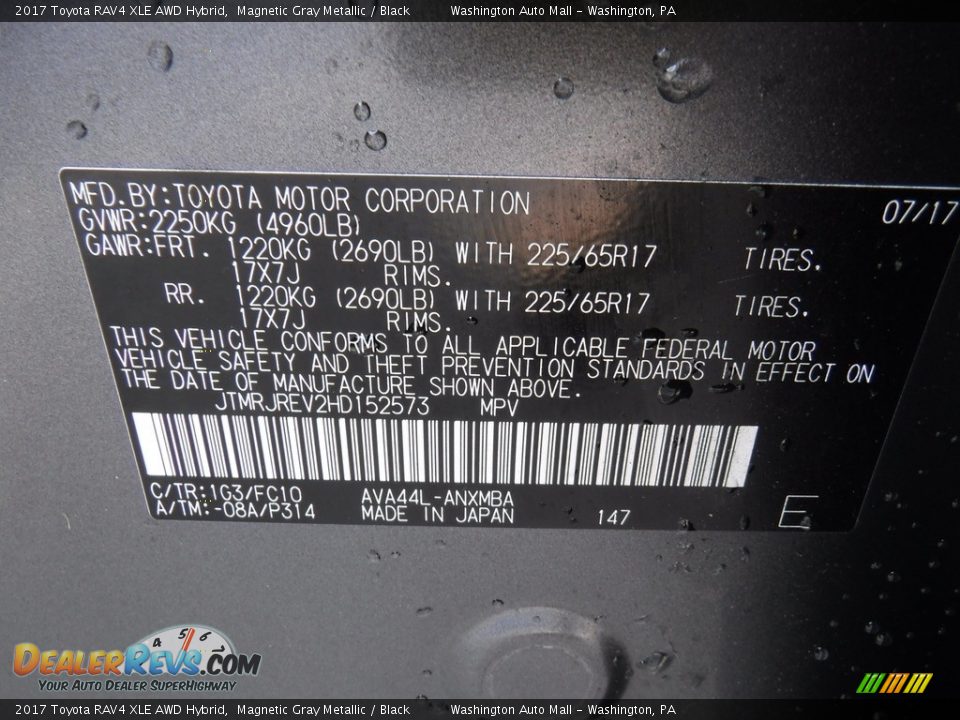 2017 Toyota RAV4 XLE AWD Hybrid, Magnetic Gray Metallic / Black Washington Auto Mall - Washington, PA
MFD.BY:TOYOTA MOTOR CORPORATION 07/17
GVWR:2250KG (4960LB)
GAWR:FRT. 1220KG (2690LB) WITH 225/65R17 TIRES.
17X7J RIMS.
RR. 1220KG (2690LB) WITH 225/65R17 TIRES.
17X7J RIMS.
THIS VEHICLE CONFORMS TO ALL APPLICABLE FEDERAL MOTOR
VEHICLE SAFETY AND THEFT PREVENTION STANDARDS IN EFFECT ON
THE DATE OF MANUFACTURE SHOWN ABOVE.
JTMRJREV2HD152573 MPV
C/TR:1G3/FC10 AVA44L-ANXMBA
A/TM:-08A/P314 MADE IN JAPAN 147 E
4 5 6
DEALERREVS.COM
YOUR AUTO DEALER SUPERHIGHWAY
2017 Toyota RAV4 XLE AWD Hybrid, Magnetic Gray Metallic / Black Washington Auto Mall - Washington, PA